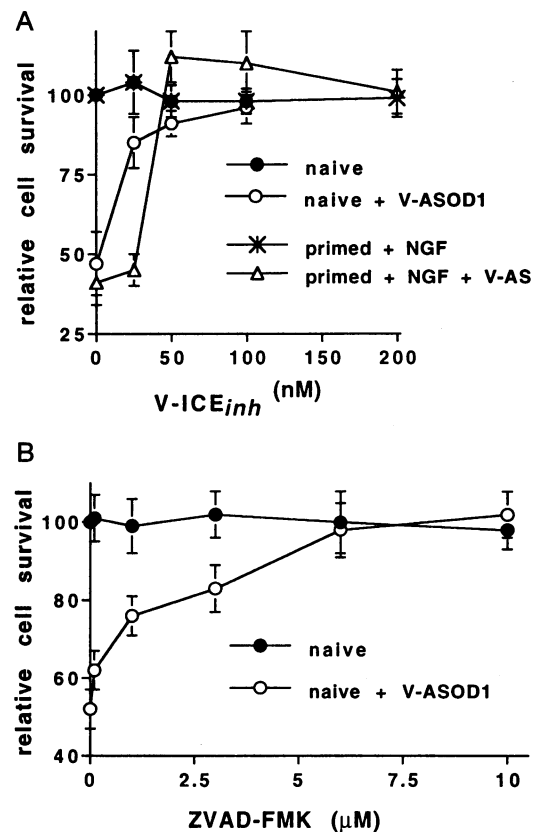 A
relative cell survival
100
75
50
25
naive
naive + V-ASOD1
primed + NGF
primed + NGF + V-AS
0 50 100 150 200
V-ICEinh (nM)
B
relative cell survival
100
80
60
40
naive
naive + V-ASOD1
0 2.5 5 7.5 10
ZVAD-FMK (µM)